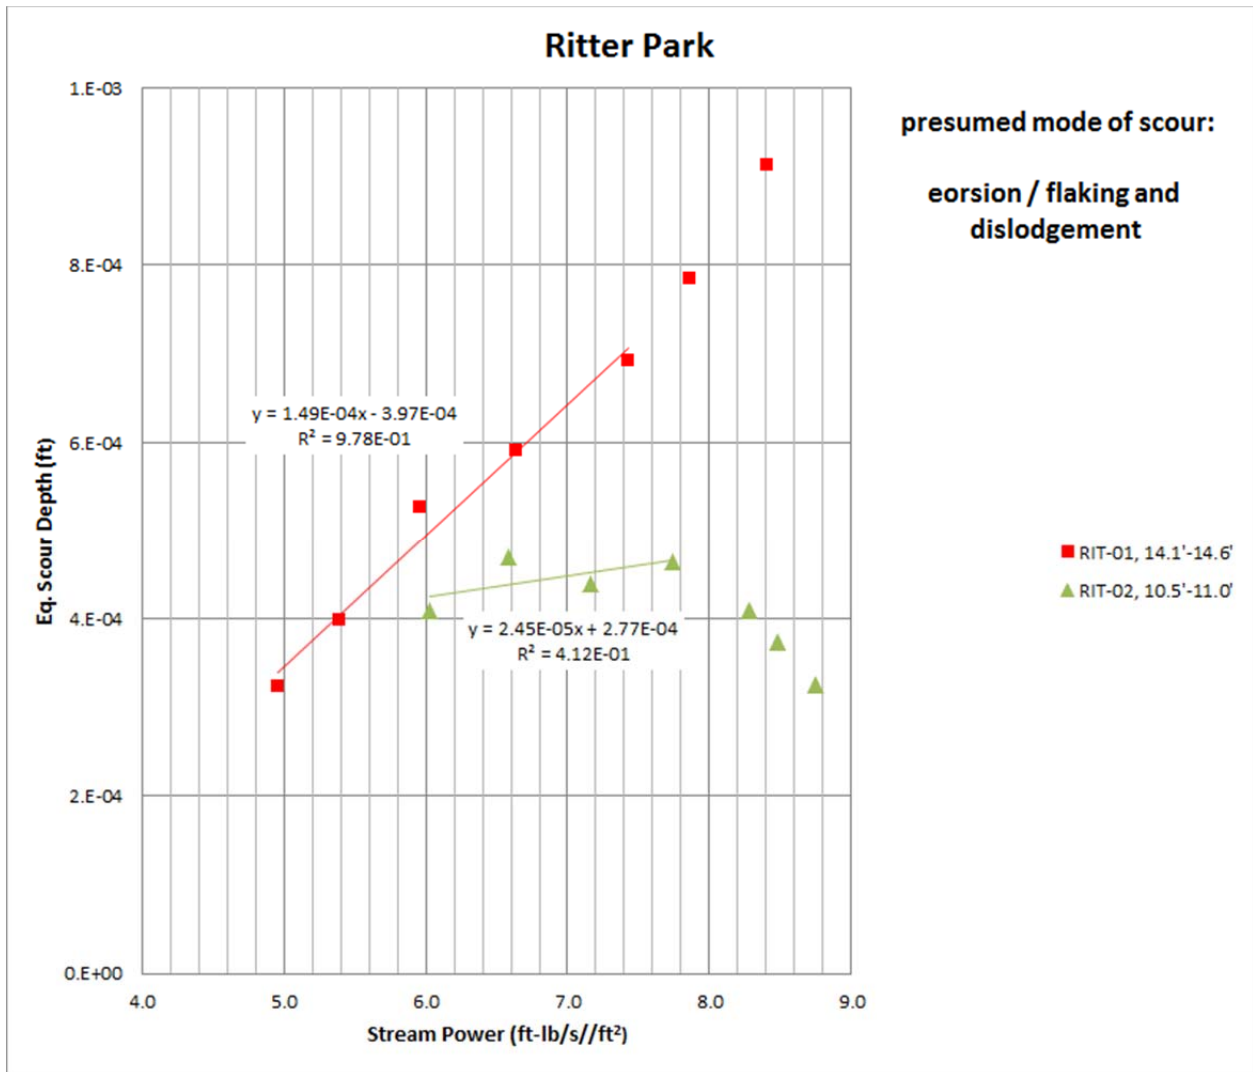 Ritter Park
presumed mode of scour:
eorsion / flaking and
dislodgement
1.E-03
8.E-04
6.E-04
4.E-04
2.E-04
0.E+00
Eq. Scour Depth (ft)
y = 1.49E-04x - 3.97E-04
R² = 9.78E-01
y = 2.45E-05x + 2.77E-04
R² = 4.12E-01
RIT-01, 14.1'-14.6'
RIT-02, 10.5'-11.0'
4.0 5.0 6.0 7.0 8.0 9.0
Stream Power (ft-lb/s//ft²)